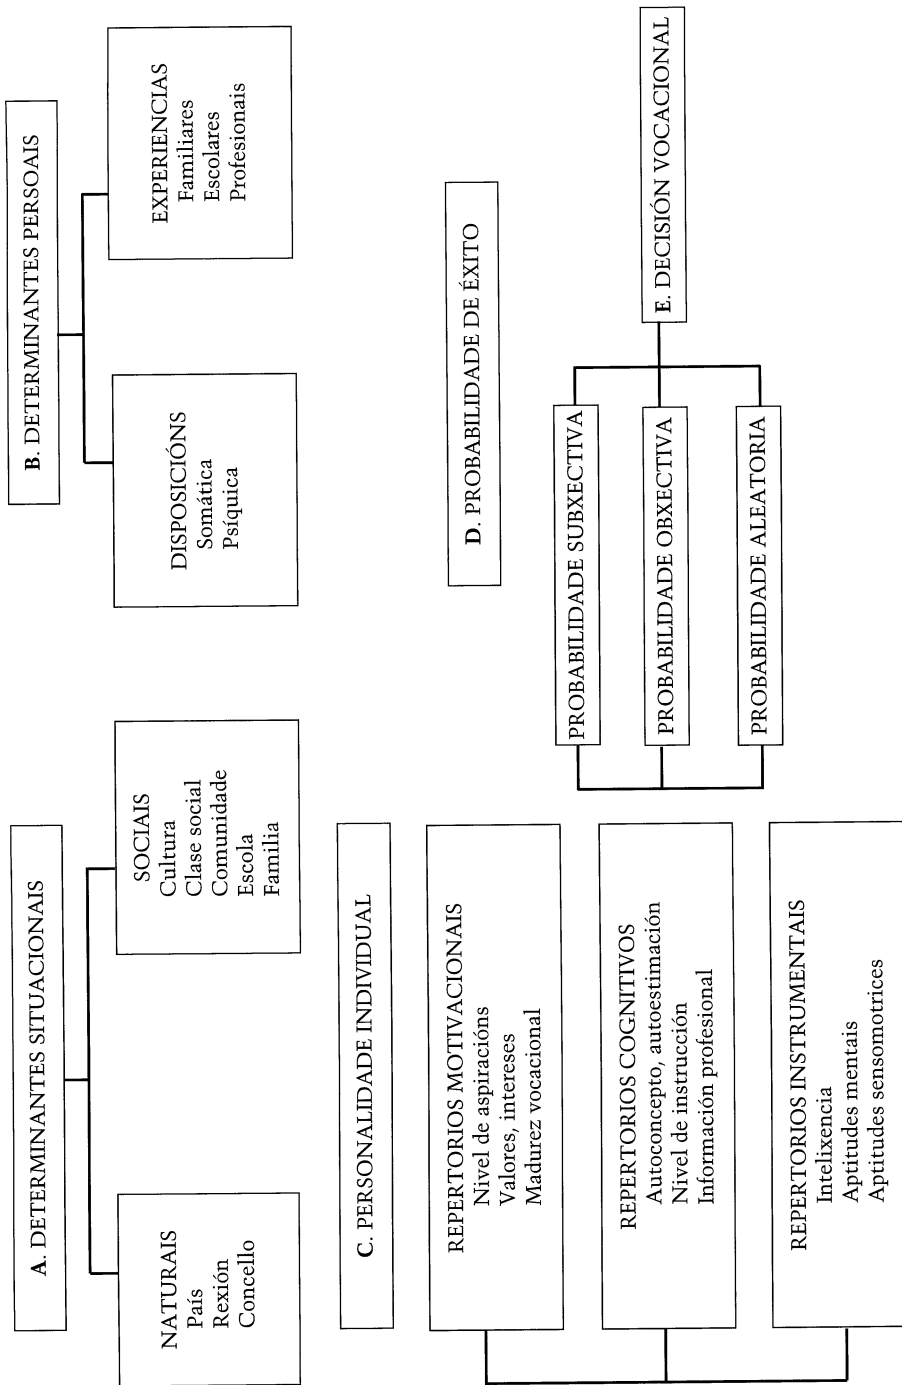 A. DETERMINANTES SITUACIONAIS
NATURAIS
País
Rexión
Concello
SOCIAIS
Cultura
Clase social
Comunidade
Escola
Familia
B. DETERMINANTES PERSOAIS
DISPOSICIÓNS
Somática
Psíquica
EXPERIENCIAS
Familiares
Escolares
Profesionais
C. PERSONALIDADE INDIVIDUAL
REPERTORIOS MOTIVACIONAIS
Nivel de aspiracións
Valores, intereses
Madurez vocacional
REPERTORIOS COGNITIVOS
Autoconcepto, autoestimación
Nivel de instrucción
Información profesional
REPERTORIOS INSTRUMENTAIS
Intelixencia
Aptitudes mentais
Aptitudes sensomotrices
D. PROBABILIDADE DE ÉXITO
PROBABILIDADE SUBXECTIVA
PROBABILIDADE OBXECTIVA
PROBABILIDADE ALEATORIA
E. DECISIÓN VOCACIONAL